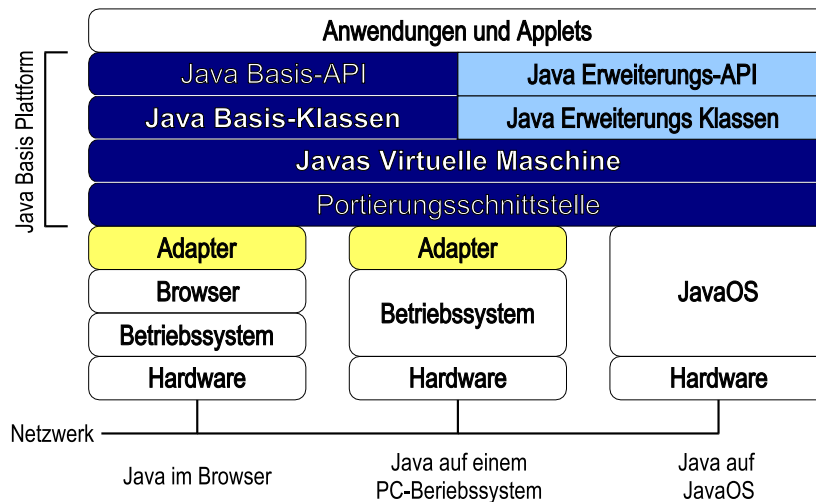 Anwendungen und Applets
Java Basis Plattform
Java Basis-API
Java Erweiterungs-API
Java Basis-Klassen
Java Erweiterungs Klassen
Javas Virtuelle Maschine
Portierungsschnittstelle
Adapter
Adapter
Browser
JavaOS
Betriebssystem
Betriebssystem
Hardware
Hardware
Hardware
Netzwerk
Java im Browser
Java auf einem
PC-Beriebssystem
Java auf
JavaOS